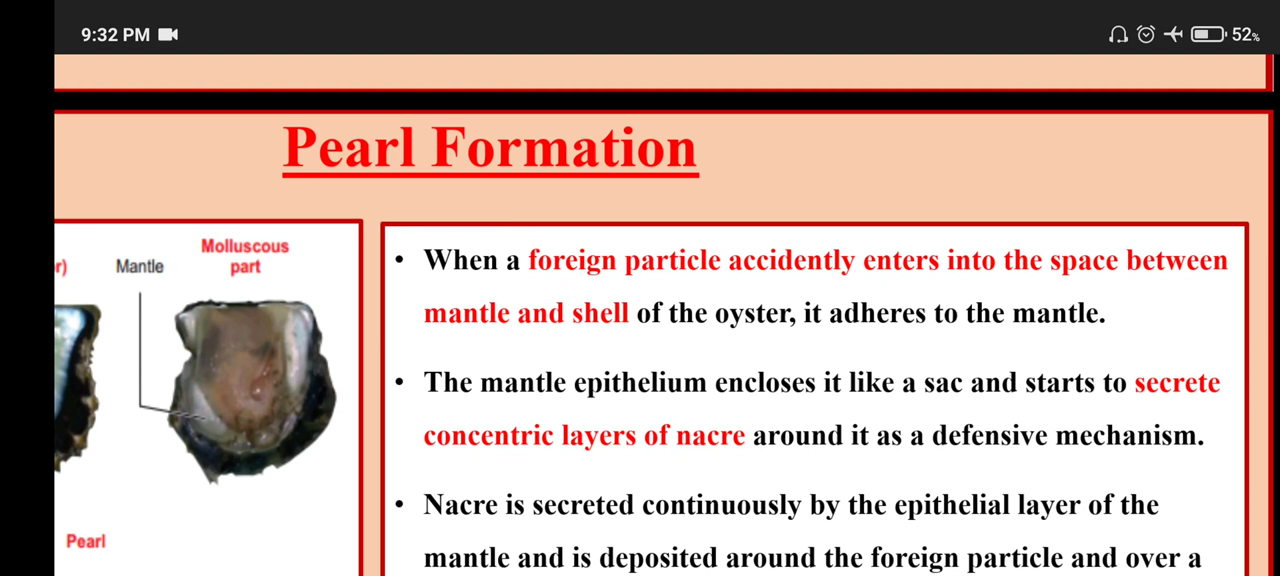 9:32 PM
52%
Pearl Formation
r)
Mantle
Molluscous
part
Pearl
• When a foreign particle accidently enters into the space between
mantle and shell of the oyster, it adheres to the mantle.
• The mantle epithelium encloses it like a sac and starts to secrete
concentric layers of nacre around it as a defensive mechanism.
• Nacre is secreted continuously by the epithelial layer of the
mantle and is deposited around the foreign particle and over a